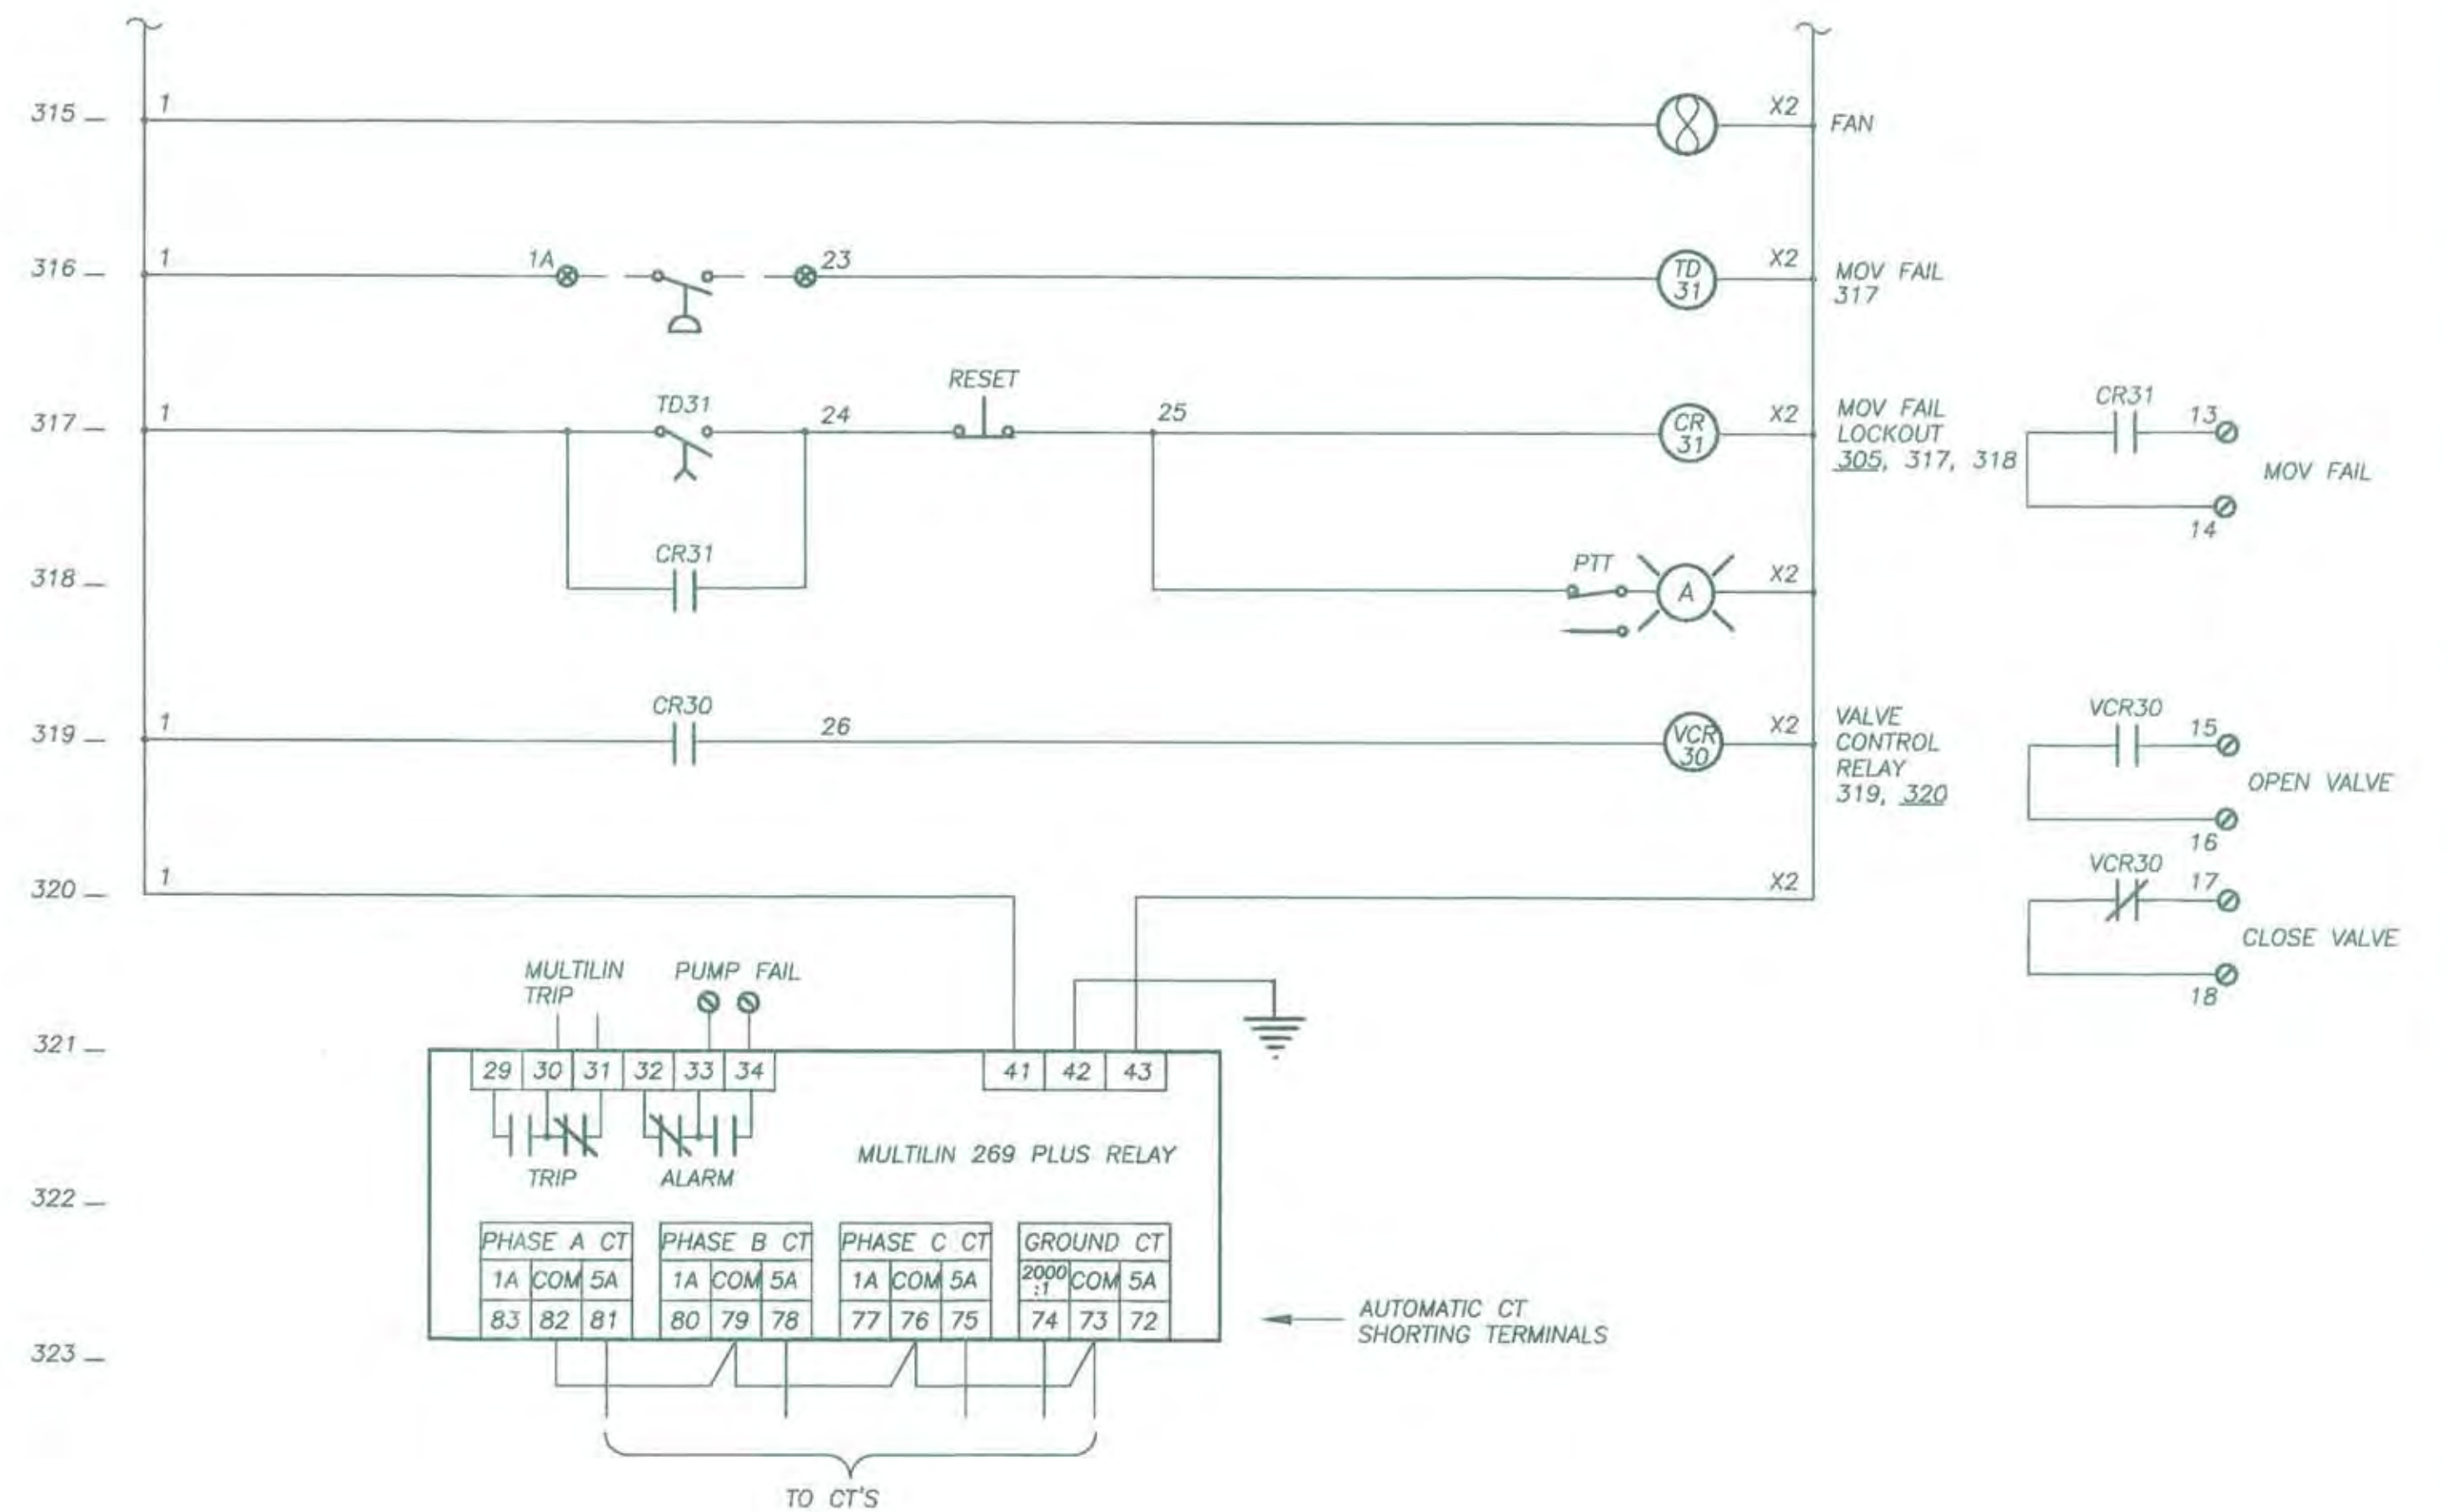 315 1 X2 FAN
316 1 1A 23 TD 31 X2 MOV FAIL
317
RESET
317 1 TD31 24 25 CR 31 X2 MOV FAIL
LOCKOUT
305, 317, 318
CR31 13
MOV FAIL
14
318 CR31 PTT A X2
319 1 CR30 26 VCR 30 X2 VALVE
CONTROL
RELAY
319, 320
VCR30 15
OPEN VALVE
16
320 1 X2
VCR30 17
CLOSE VALVE
18
MULTILIN
TRIP
PUMP FAIL
321
29 30 31 32 33 34 41 42 43
TRIP ALARM
MULTILIN 269 PLUS RELAY
322
PHASE A CT PHASE B CT PHASE C CT GROUND CT
1A COM 5A 1A COM 5A 1A COM 5A 2000:1 COM 5A
83 82 81 80 79 78 77 76 75 74 73 72
AUTOMATIC CT
SHORTING TERMINALS
323
TO CT'S